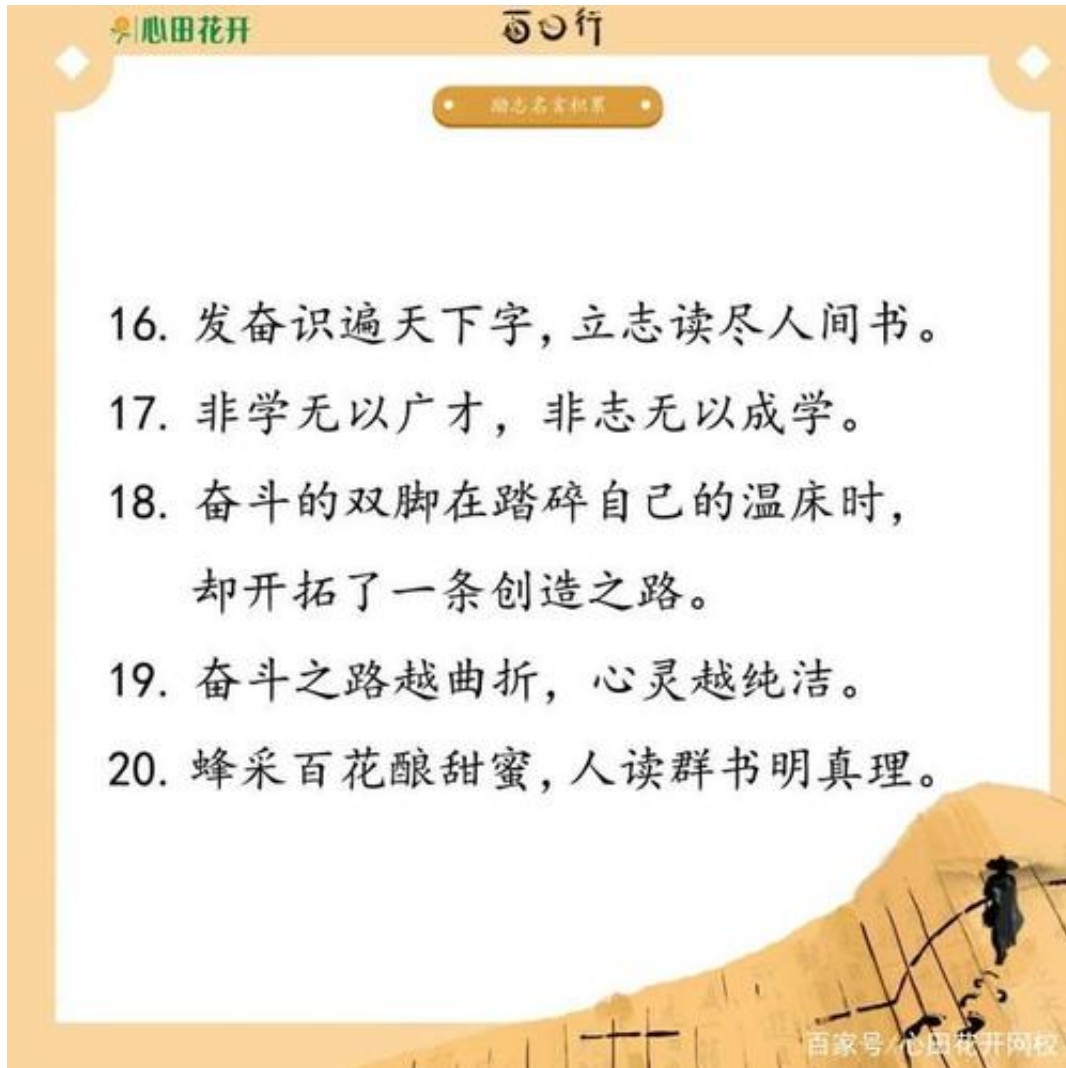 心田花开
百日行
励志名言积累
16. 发奋识遍天下字,立志读尽人间书。
17. 非学无以广才，非志无以成学。
18. 奋斗的双脚在踏碎自己的温床时，
却开拓了一条创造之路。
19. 奋斗之路越曲折，心灵越纯洁。
20. 蜂采百花酿甜蜜,人读群书明真理。
百家号/心田花开网校